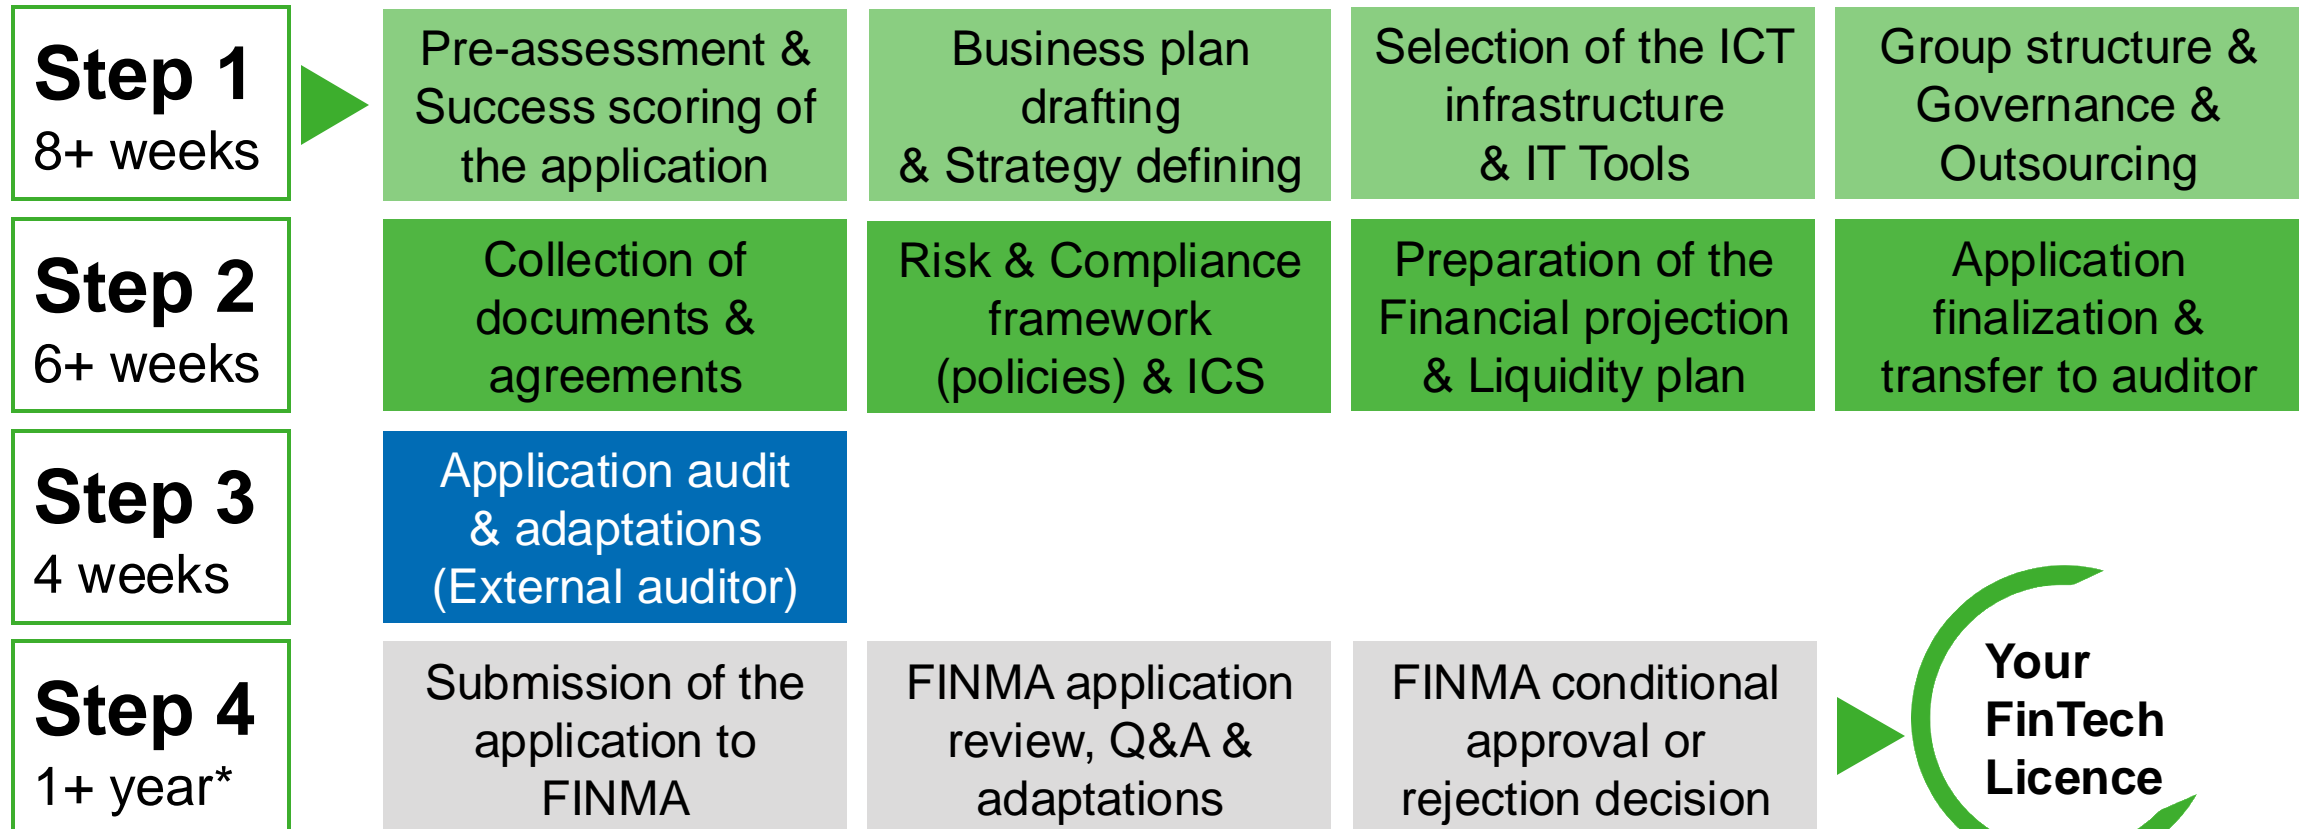 Step 1
8+ weeks
Pre-assessment &
Success scoring of
the application
Business plan
drafting
& Strategy defining
Selection of the ICT
infrastructure
& IT Tools
Group structure &
Governance &
Outsourcing
Step 2
6+ weeks
Collection of
documents &
agreements
Risk & Compliance
framework
(policies) & ICS
Preparation of the
Financial projection
& Liquidity plan
Application
finalization &
transfer to auditor
Step 3
4 weeks
Application audit
& adaptations
(External auditor)
Step 4
1+ year*
Submission of the
application to
FINMA
FINMA application
review, Q&A &
adaptations
FINMA conditional
approval or
rejection decision
Your
FinTech
Licence